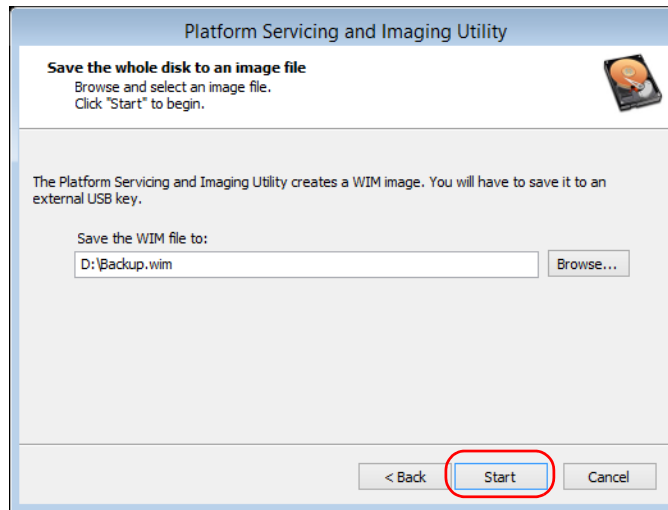 Platform Servicing and Imaging Utility
Save the whole disk to an image file
Browse and select an image file.
Click "Start" to begin.
The Platform Servicing and Imaging Utility creates a WIM image. You will have to save it to an
external USB key.
Save the WIM file to:
D:\Backup.wim
Browse...
< Back
Start
Cancel